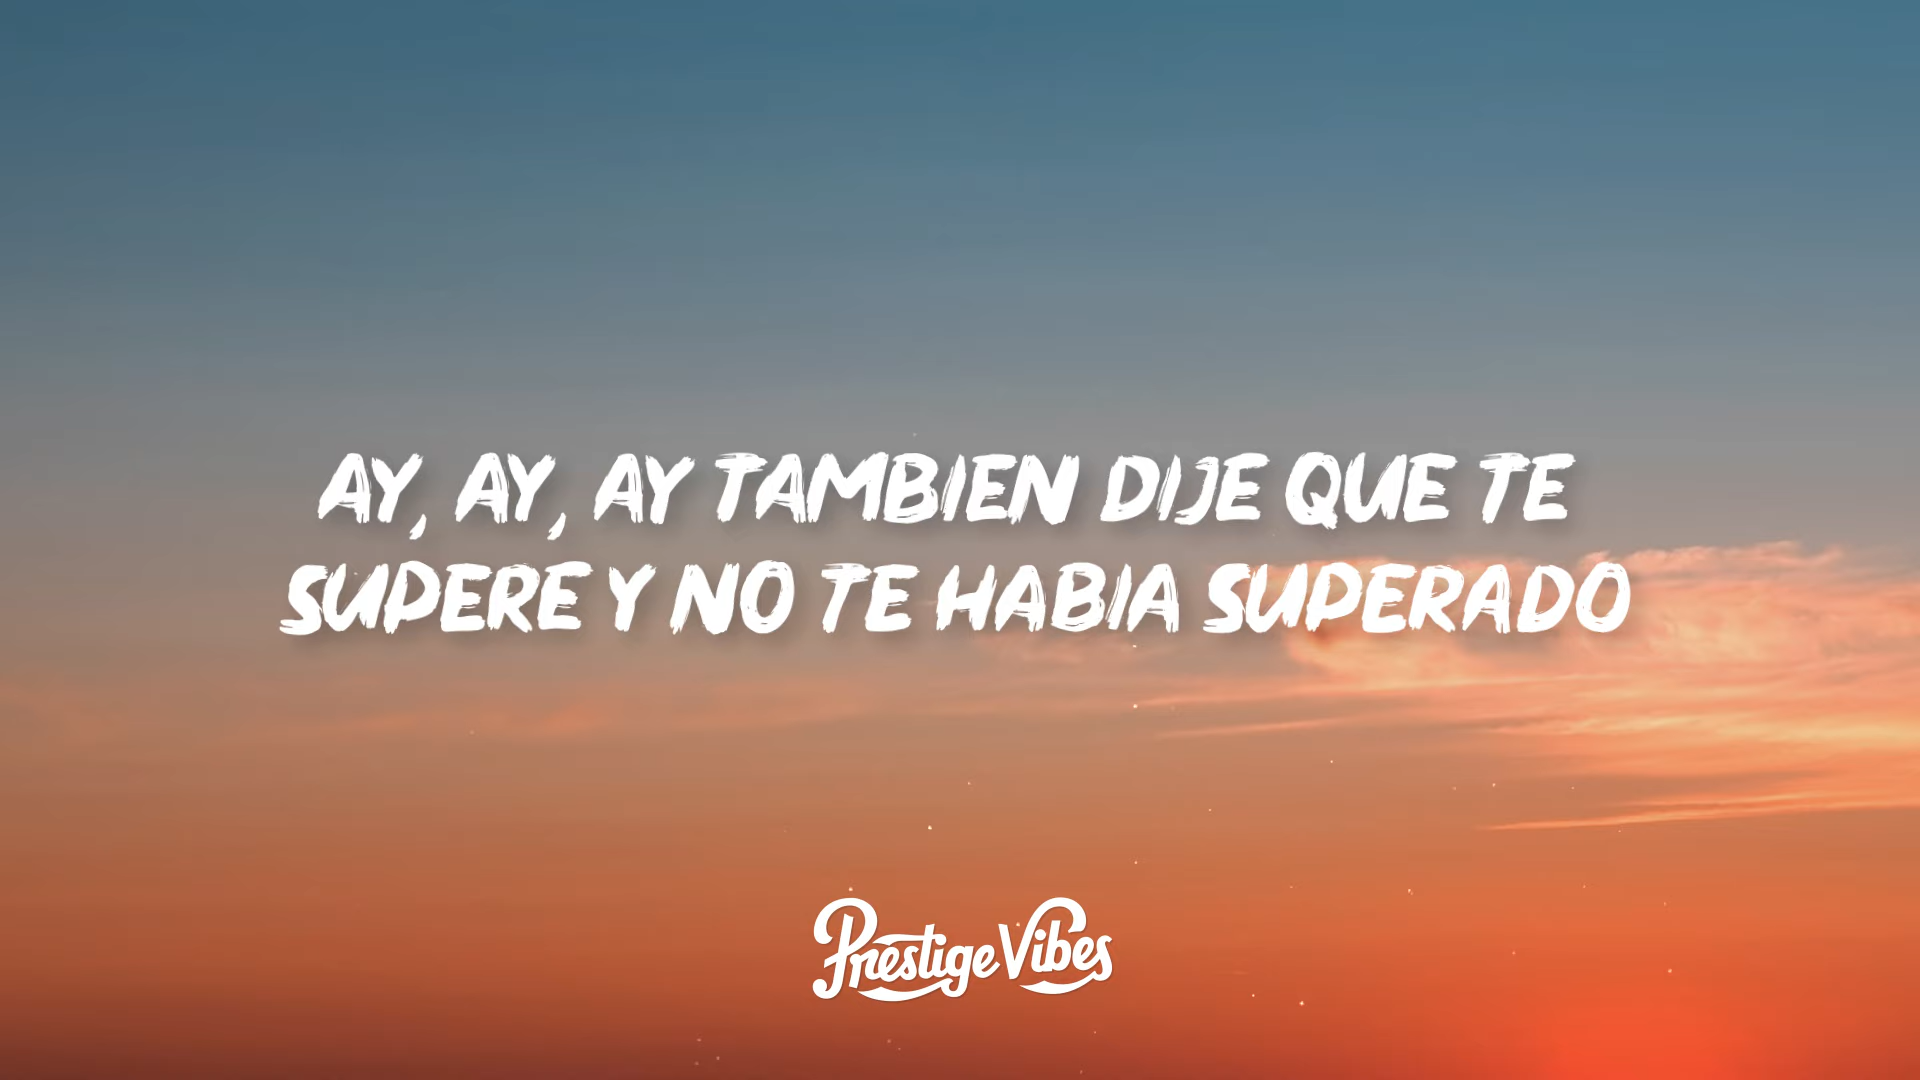 AY, AY, AY TAMBIEN DIJE QUE TE
SUPERE Y NO TE HABIA SUPERADO
Prestige Vibes